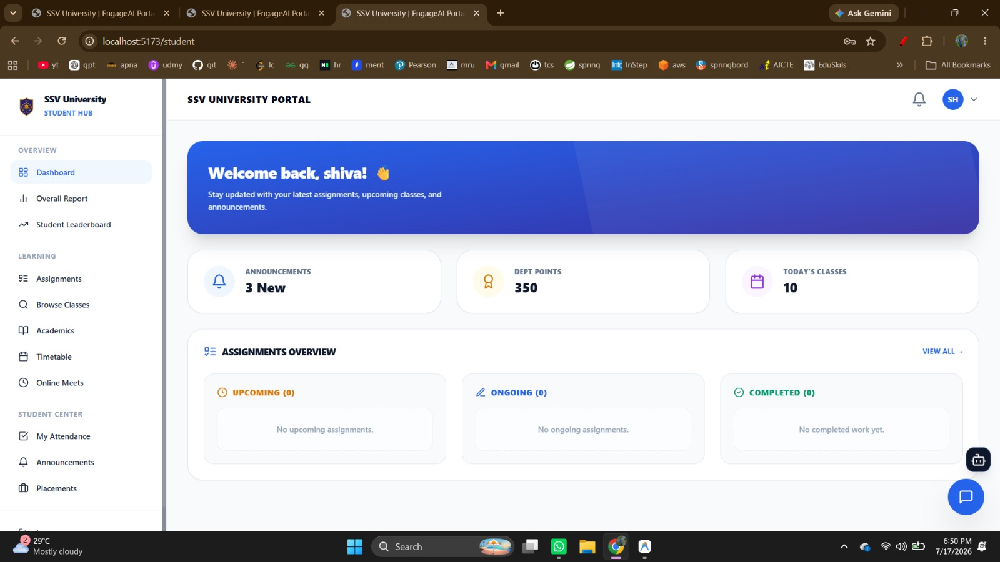 SSV University | EngageAI Porta
SSV University | EngageAI Porta
SSV University | EngageAI Porta
Ask Gemini
localhost:5173/student
yt
gpt
apna
udmy
git
`
lc
gg
hr
merit
Pearson
mru
gmail
tcs
spring
InStep
aws
springbord
AICTE
EduSkils
»
All Bookmarks
SSV University
STUDENT HUB
OVERVIEW
Dashboard
Overall Report
Student Leaderboard
LEARNING
Assignments
Browse Classes
Academics
Timetable
Online Meets
STUDENT CENTER
My Attendance
Announcements
Placements
SSV UNIVERSITY PORTAL
SH
Welcome back, shiva! 👋
Stay updated with your latest assignments, upcoming classes, and
announcements.
ANNOUNCEMENTS
3 New
DEPT POINTS
350
TODAY'S CLASSES
10
ASSIGNMENTS OVERVIEW
VIEW ALL →
UPCOMING (0)
No upcoming assignments.
ONGOING (0)
No ongoing assignments.
COMPLETED (0)
No completed work yet.
2
29°C
Mostly cloudy
Search
6:50 PM
7/17/2026